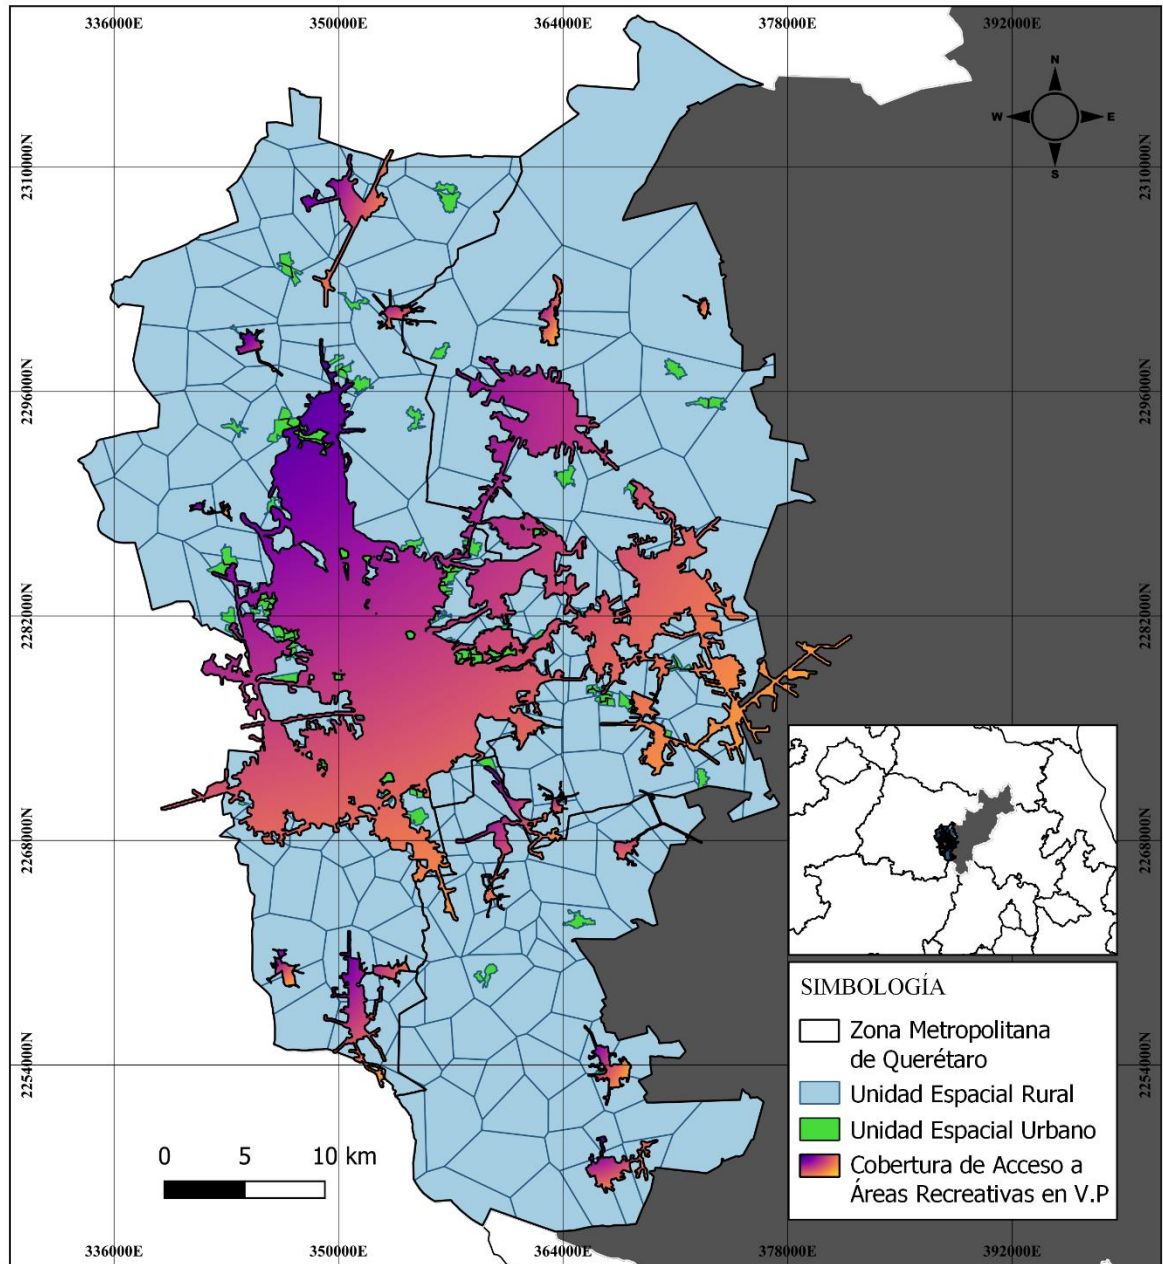 336000E 350000E 364000E 378000E 392000E
N
W E
S
2310000N 2310000N
2296000N 2296000N
2282000N 2282000N
2268000N 2268000N
2254000N 2254000N
SIMBOLOGÍA
Zona Metropolitana
de Querétaro
Unidad Espacial Rural
Unidad Espacial Urbano
Cobertura de Acceso a
Áreas Recreativas en V.P
0 5 10 km
336000E 350000E 364000E 378000E 392000E